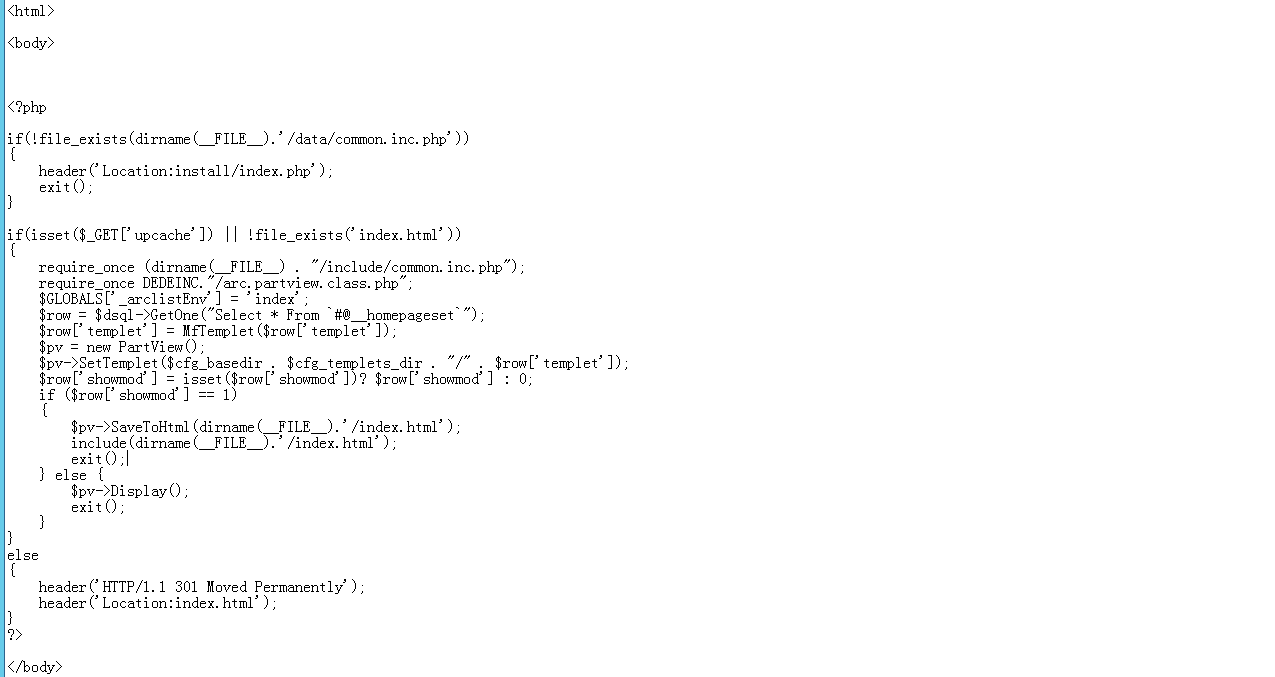 <html>
<body>
<?php
if(!file_exists(dirname(__FILE__).'/data/common.inc.php'))
{
    header('Location:install/index.php');
    exit();
}
if(isset($_GET['upcache']) || !file_exists('index.html'))
{
    require_once (dirname(__FILE__) . "/include/common.inc.php");
    require_once DEDEINC."/arc.partview.class.php";
    $GLOBALS['_arclistEnv'] = 'index';
    $row = $dsql->GetOne("Select * From `#@__homepageset`");
    $row['templet'] = MfTemplet($row['templet']);
    $pv = new PartView();
    $pv->SetTemplet($cfg_basedir . $cfg_templets_dir . "/" . $row['templet']);
    $row['showmod'] = isset($row['showmod'])? $row['showmod'] : 0;
    if ($row['showmod'] == 1)
    {
        $pv->SaveToHtml(dirname(__FILE__).'/index.html');
        include(dirname(__FILE__).'/index.html');
        exit();
    } else {
        $pv->Display();
        exit();
    }
}
else
{
    header('HTTP/1.1 301 Moved Permanently');
    header('Location:index.html');
}
?>
</body>